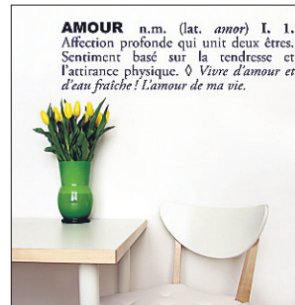 AMOUR n.m. (lat. amor) I. 1.
Affection profonde qui unit deux êtres.
Sentiment basé sur la tendresse et
l'attirance physique. ◊ Vivre d'amour et
d'eau fraîche ! L'amour de ma vie.